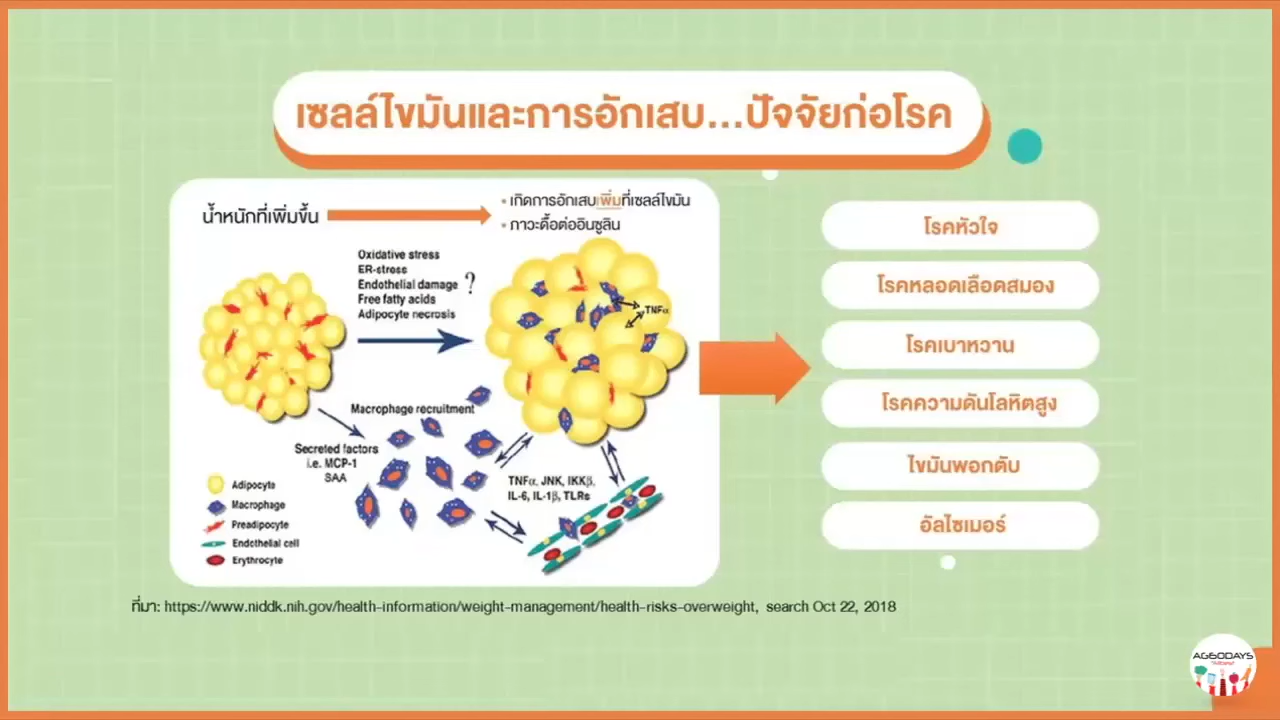 เซลล์ไขมันและการอักเสบ...ปัจจัยก่อโรค
น้ำหนักที่เพิ่มขึ้น
• เกิดการอักเสบเพิ่มที่เซลล์ไขมัน
• ภาวะดื้อต่ออินซูลิน
Oxidative stress
ER-stress
Endothelial damage ?
Free fatty acids
Adipocyte necrosis
TNFα
Macrophage recruitment
Secreted factors
i.e. MCP-1
SAA
TNFα, JNK, IKKβ,
IL-6, IL-1β, TLRs
Adipocyte
Macrophage
Preadipocyte
Endothelial cell
Erythrocyte
โรคหัวใจ
โรคหลอดเลือดสมอง
โรคเบาหวาน
โรคความดันโลหิตสูง
ไขมันพอกตับ
อัลไซเมอร์
ที่มา: https://www.niddk.nih.gov/health-information/weight-management/health-risks-overweight, search Oct 22, 2018
AG60DAYS